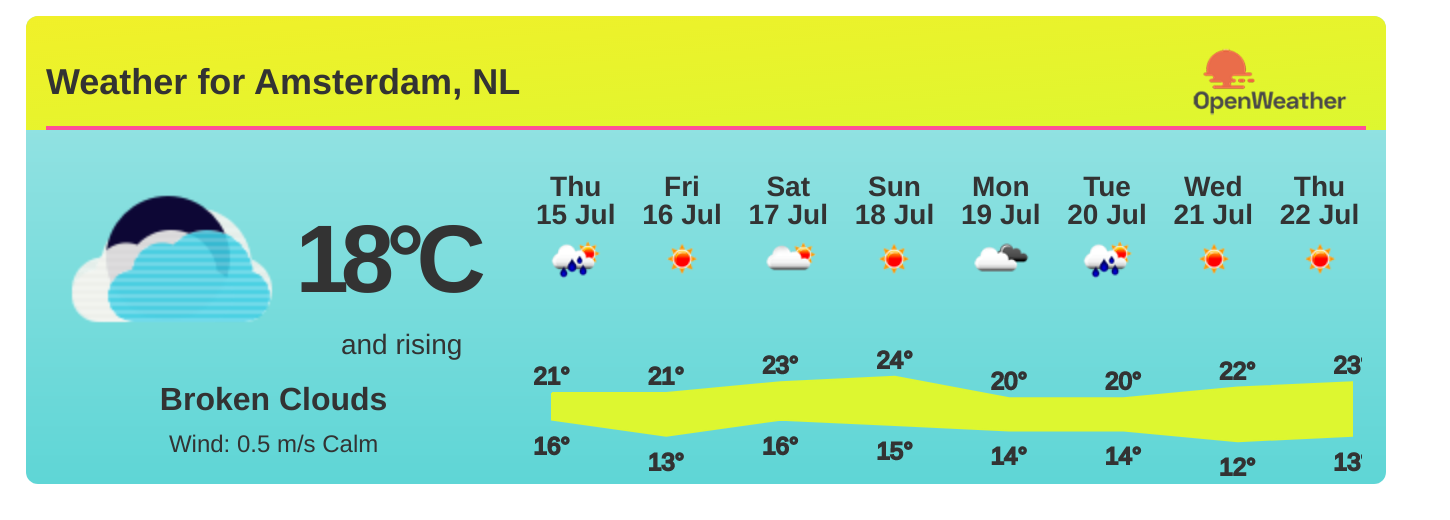 Weather for Amsterdam, NL
OpenWeather
18°C
and rising
Broken Clouds
Wind: 0.5 m/s Calm
Thu Fri Sat Sun Mon Tue Wed Thu
15 Jul 16 Jul 17 Jul 18 Jul 19 Jul 20 Jul 21 Jul 22 Jul
21° 21° 23° 24° 20° 20° 22° 23°
16° 13° 16° 15° 14° 14° 12° 13°